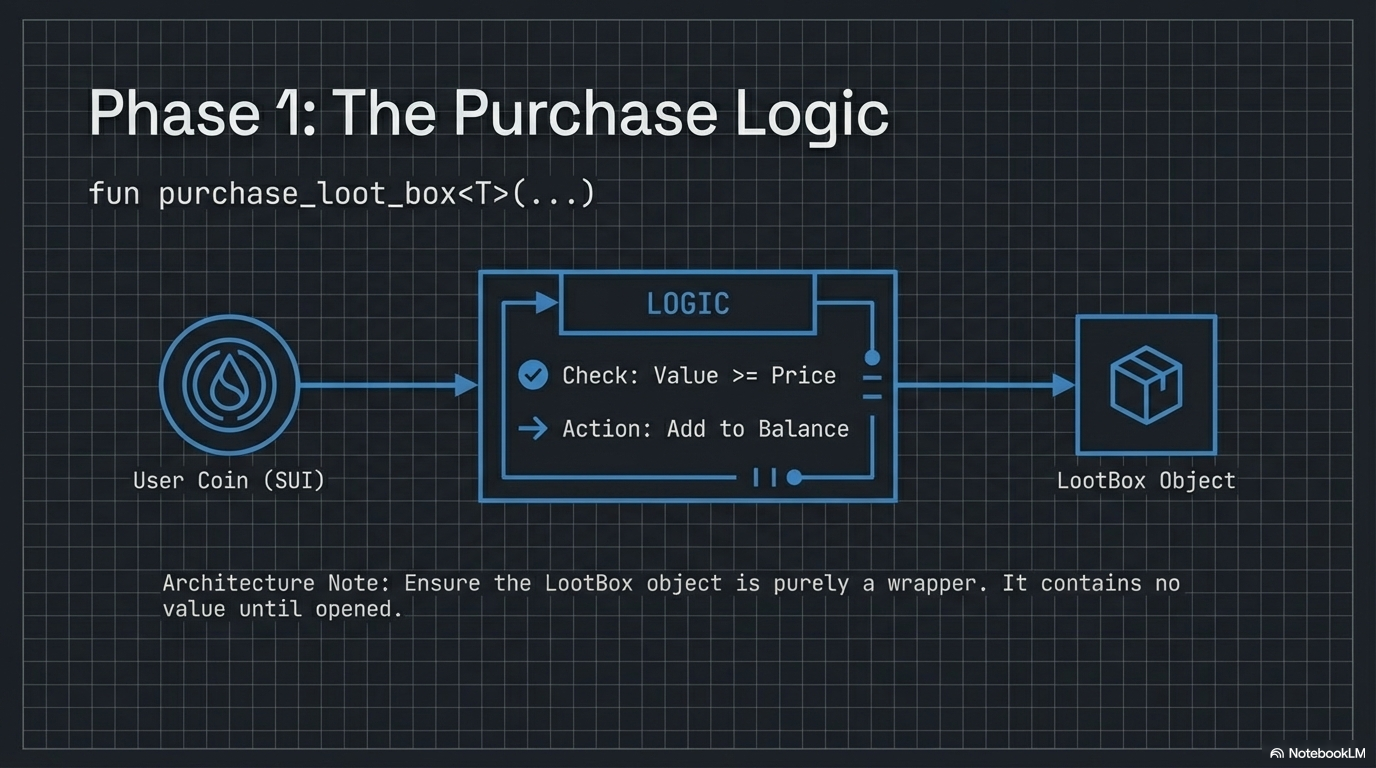 Phase 1: The Purchase Logic
fun purchase_loot_box<T>(...)
LOGIC
Check: Value >= Price
Action: Add to Balance
User Coin (SUI)
LootBox Object
Architecture Note: Ensure the LootBox object is purely a wrapper. It contains no
value until opened.
NotebookLM